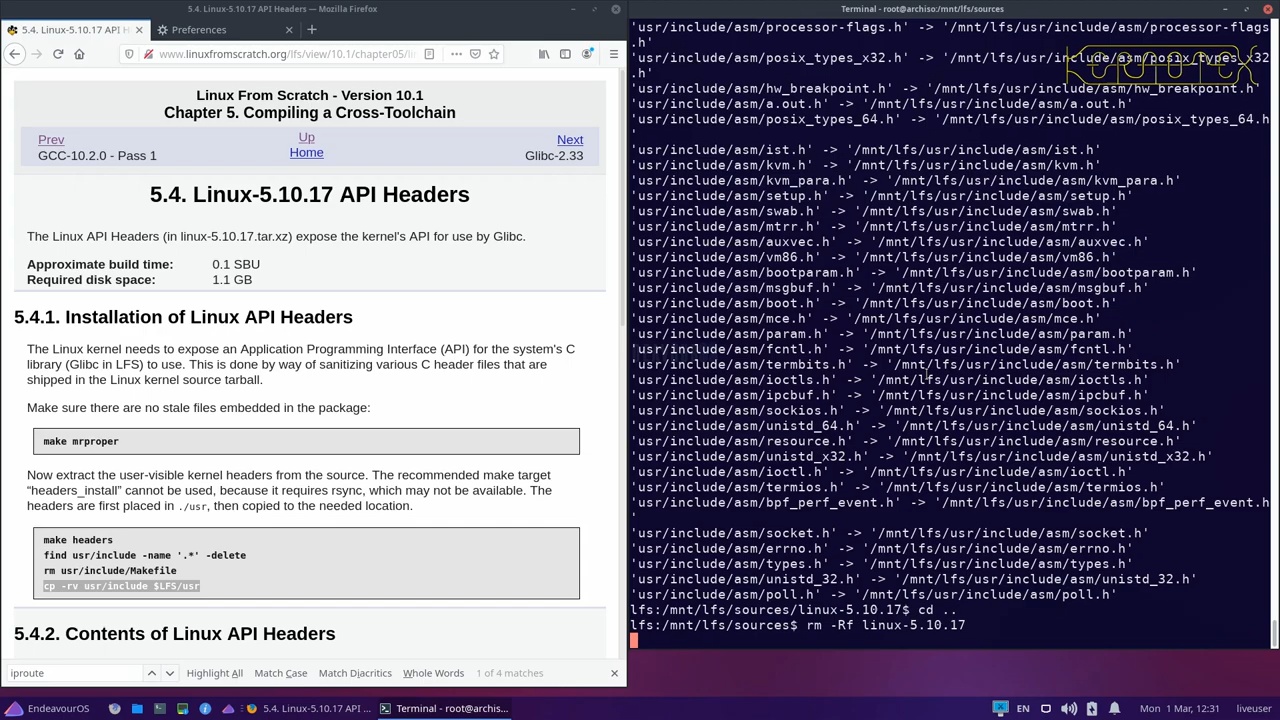 5.4. Linux-5.10.17 API Headers — Mozilla Firefox
5.4. Linux-5.10.17 API H
Preferences
www.linuxfromscratch.org/lfs/view/10.1/chapter05/li
Linux From Scratch - Version 10.1
Chapter 5. Compiling a Cross-Toolchain
Prev
Up
Next
GCC-10.2.0 - Pass 1
Home
Glibc-2.33
5.4. Linux-5.10.17 API Headers
The Linux API Headers (in linux-5.10.17.tar.xz) expose the kernel's API for use by Glibc.
Approximate build time: 0.1 SBU
Required disk space: 1.1 GB
5.4.1. Installation of Linux API Headers
The Linux kernel needs to expose an Application Programming Interface (API) for the system's C
library (Glibc in LFS) to use. This is done by way of sanitizing various C header files that are
shipped in the Linux kernel source tarball.
Make sure there are no stale files embedded in the package:
make mrproper
Now extract the user-visible kernel headers from the source. The recommended make target
“headers_install” cannot be used, because it requires rsync, which may not be available. The
headers are first placed in ./usr, then copied to the needed location.
make headers
find usr/include -name '.*' -delete
rm usr/include/Makefile
cp -rv usr/include $LFS/usr
5.4.2. Contents of Linux API Headers
iproute
Highlight All
Match Case
Match Diacritics
Whole Words
1 of 4 matches
Terminal - root@archiso:/mnt/lfs/sources
'usr/include/asm/processor-flags.h' -> '/mnt/lfs/usr/include/asm/processor-flags
.h'
'usr/include/asm/posix_types_x32.h' -> '/mnt/lfs/usr/include/asm/posix_types_x32
.h'
'usr/include/asm/hw_breakpoint.h' -> '/mnt/lfs/usr/include/asm/hw_breakpoint.h'
'usr/include/asm/a.out.h' -> '/mnt/lfs/usr/include/asm/a.out.h'
'usr/include/asm/posix_types_64.h' -> '/mnt/lfs/usr/include/asm/posix_types_64.h
'
'usr/include/asm/ist.h' -> '/mnt/lfs/usr/include/asm/ist.h'
'usr/include/asm/kvm.h' -> '/mnt/lfs/usr/include/asm/kvm.h'
'usr/include/asm/kvm_para.h' -> '/mnt/lfs/usr/include/asm/kvm_para.h'
'usr/include/asm/setup.h' -> '/mnt/lfs/usr/include/asm/setup.h'
'usr/include/asm/swab.h' -> '/mnt/lfs/usr/include/asm/swab.h'
'usr/include/asm/mtrr.h' -> '/mnt/lfs/usr/include/asm/mtrr.h'
'usr/include/asm/auxvec.h' -> '/mnt/lfs/usr/include/asm/auxvec.h'
'usr/include/asm/vm86.h' -> '/mnt/lfs/usr/include/asm/vm86.h'
'usr/include/asm/bootparam.h' -> '/mnt/lfs/usr/include/asm/bootparam.h'
'usr/include/asm/msgbuf.h' -> '/mnt/lfs/usr/include/asm/msgbuf.h'
'usr/include/asm/boot.h' -> '/mnt/lfs/usr/include/asm/boot.h'
'usr/include/asm/mce.h' -> '/mnt/lfs/usr/include/asm/mce.h'
'usr/include/asm/param.h' -> '/mnt/lfs/usr/include/asm/param.h'
'usr/include/asm/fcntl.h' -> '/mnt/lfs/usr/include/asm/fcntl.h'
'usr/include/asm/termbits.h' -> '/mnt/lfs/usr/include/asm/termbits.h'
'usr/include/asm/ioctls.h' -> '/mnt/lfs/usr/include/asm/ioctls.h'
'usr/include/asm/ipcbuf.h' -> '/mnt/lfs/usr/include/asm/ipcbuf.h'
'usr/include/asm/sockios.h' -> '/mnt/lfs/usr/include/asm/sockios.h'
'usr/include/asm/unistd_64.h' -> '/mnt/lfs/usr/include/asm/unistd_64.h'
'usr/include/asm/resource.h' -> '/mnt/lfs/usr/include/asm/resource.h'
'usr/include/asm/unistd_x32.h' -> '/mnt/lfs/usr/include/asm/unistd_x32.h'
'usr/include/asm/ioctl.h' -> '/mnt/lfs/usr/include/asm/ioctl.h'
'usr/include/asm/termios.h' -> '/mnt/lfs/usr/include/asm/termios.h'
'usr/include/asm/bpf_perf_event.h' -> '/mnt/lfs/usr/include/asm/bpf_perf_event.h
'
'usr/include/asm/socket.h' -> '/mnt/lfs/usr/include/asm/socket.h'
'usr/include/asm/errno.h' -> '/mnt/lfs/usr/include/asm/errno.h'
'usr/include/asm/types.h' -> '/mnt/lfs/usr/include/asm/types.h'
'usr/include/asm/unistd_32.h' -> '/mnt/lfs/usr/include/asm/unistd_32.h'
'usr/include/asm/poll.h' -> '/mnt/lfs/usr/include/asm/poll.h'
lfs:/mnt/lfs/sources/linux-5.10.17$ cd ..
lfs:/mnt/lfs/sources$ rm -Rf linux-5.10.17
EndeavourOS
5.4. Linux-5.10.17 API ...
Terminal - root@archiso...
EN
Mon 1 Mar, 12:31
liveuser